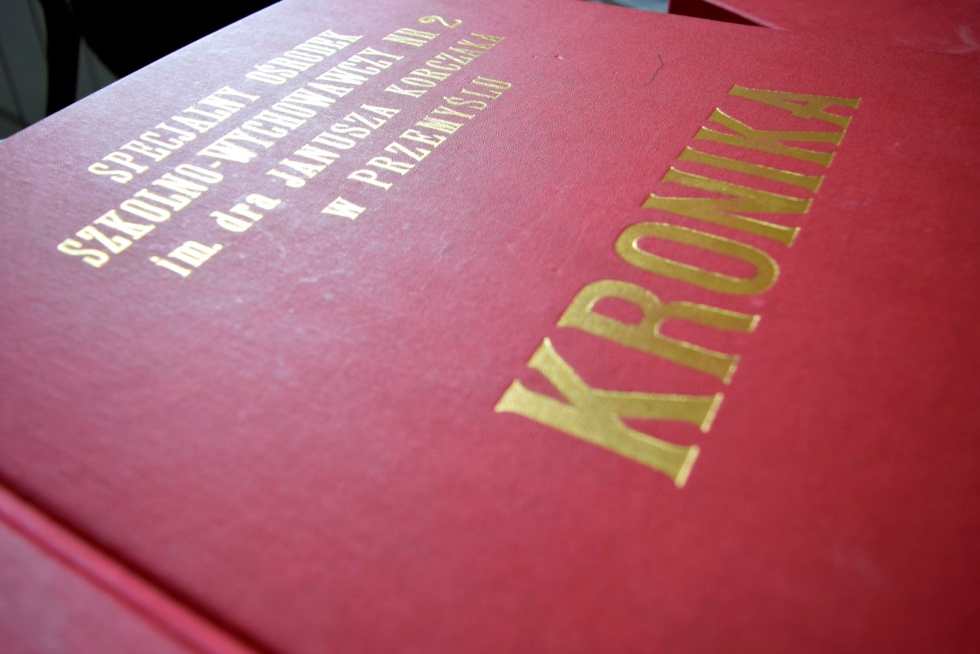 SPECJALNY OŚRODEK
SZKOLNO-WYCHOWAWCZY NR 2
im. dra JANUSZA KORCZAKA
w PRZEMYŚLU
KRONIKA